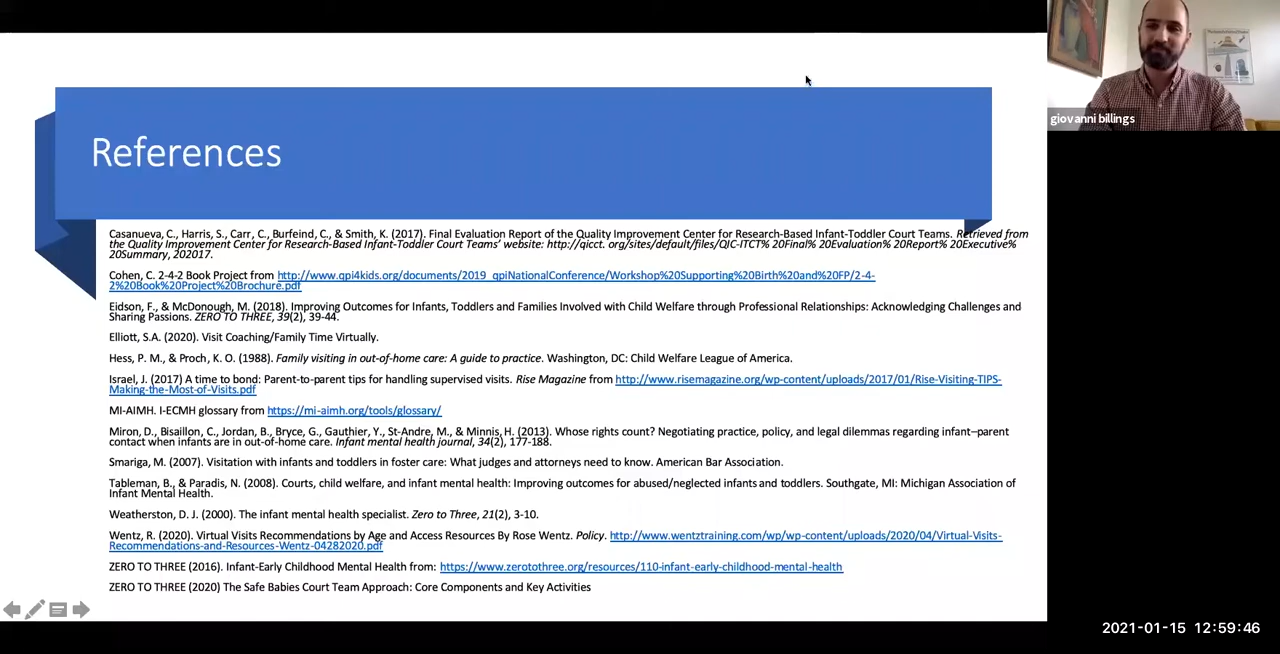 References
Casanueva, C., Harris, S., Carr, C., Burfeind, C., & Smith, K. (2017). Final Evaluation Report of the Quality Improvement Center for Research-Based Infant-Toddler Court Teams. Retrieved from
the Quality Improvement Center for Research-Based Infant-Toddler Court Teams’ website: http://qicct. org/sites/default/files/QIC-ITCT% 20Final% 20Evaluation% 20Report% 20Executive%
20Summary, 202017.
Cohen, C. 2-4-2 Book Project from http://www.qpi4kids.org/documents/2019_qpiNationalConference/Workshop%20Supporting%20Birth%20and%20FP/2-4-
2%20Book%20Project%20Brochure.pdf
Eidson, F., & McDonough, M. (2018). Improving Outcomes for Infants, Toddlers and Families Involved with Child Welfare through Professional Relationships: Acknowledging Challenges and
Sharing Passions. ZERO TO THREE, 39(2), 39-44.
Elliott, S.A. (2020). Visit Coaching/Family Time Virtually.
Hess, P. M., & Proch, K. O. (1988). Family visiting in out-of-home care: A guide to practice. Washington, DC: Child Welfare League of America.
Israel, J. (2017) A time to bond: Parent-to-parent tips for handling supervised visits. Rise Magazine from http://www.risemagazine.org/wp-content/uploads/2017/01/Rise-Visiting-TIPS-
Making-the-Most-of-Visits.pdf
MI-AIMH. I-ECMH glossary from https://mi-aimh.org/tools/glossary/
Miron, D., Bisaillon, C., Jordan, B., Bryce, G., Gauthier, Y., St-Andre, M., & Minnis, H. (2013). Whose rights count? Negotiating practice, policy, and legal dilemmas regarding infant–parent
contact when infants are in out-of-home care. Infant mental health journal, 34(2), 177-188.
Smariga, M. (2007). Visitation with infants and toddlers in foster care: What judges and attorneys need to know. American Bar Association.
Tableman, B., & Paradis, N. (2008). Courts, child welfare, and infant mental health: Improving outcomes for abused/neglected infants and toddlers. Southgate, MI: Michigan Association of
Infant Mental Health.
Weatherston, D. J. (2000). The infant mental health specialist. Zero to Three, 21(2), 3-10.
Wentz, R. (2020). Virtual Visits Recommendations by Age and Access Resources By Rose Wentz. Policy. http://www.wentztraining.com/wp/wp-content/uploads/2020/04/Virtual-Visits-
Recommendations-and-Resources-Wentz-04282020.pdf
ZERO TO THREE (2016). Infant-Early Childhood Mental Health from: https://www.zerotothree.org/resources/110-infant-early-childhood-mental-health
ZERO TO THREE (2020) The Safe Babies Court Team Approach: Core Components and Key Activities
giovanni billings
2021-01-15 12:59:46